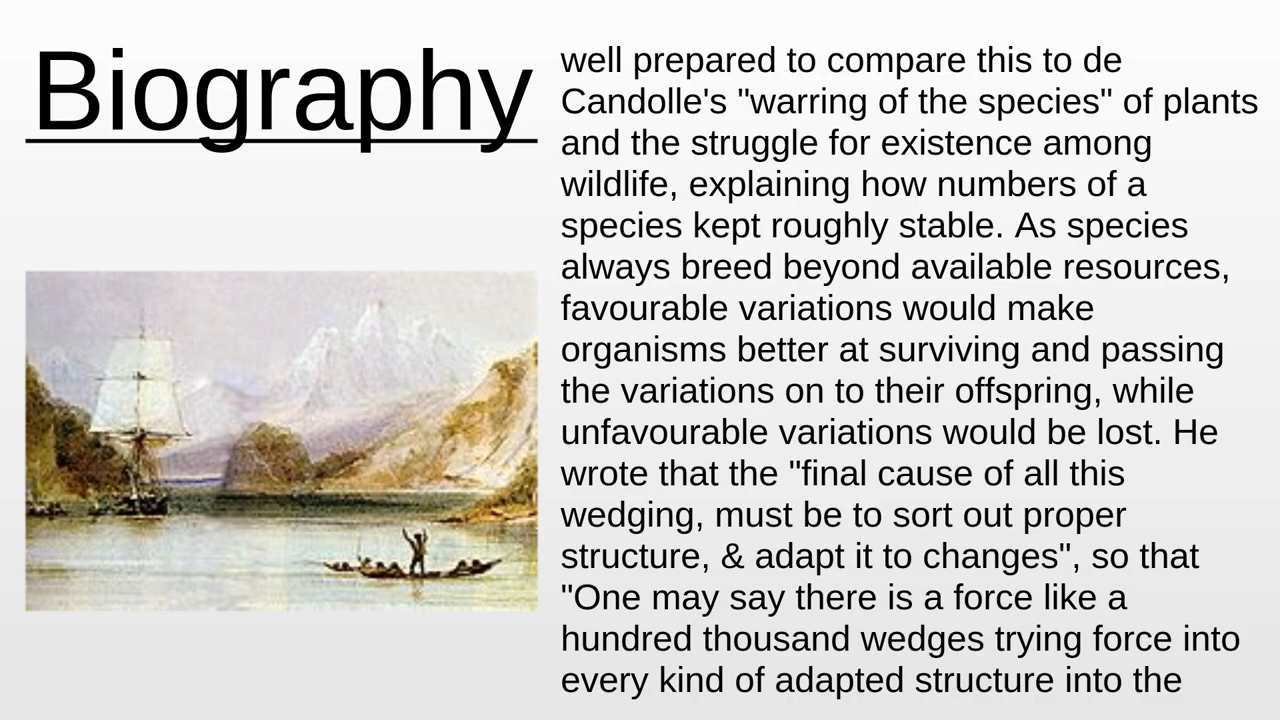 Biography
well prepared to compare this to de
Candolle's "warring of the species" of plants
and the struggle for existence among
wildlife, explaining how numbers of a
species kept roughly stable. As species
always breed beyond available resources,
favourable variations would make
organisms better at surviving and passing
the variations on to their offspring, while
unfavourable variations would be lost. He
wrote that the "final cause of all this
wedging, must be to sort out proper
structure, & adapt it to changes", so that
"One may say there is a force like a
hundred thousand wedges trying force into
every kind of adapted structure into the